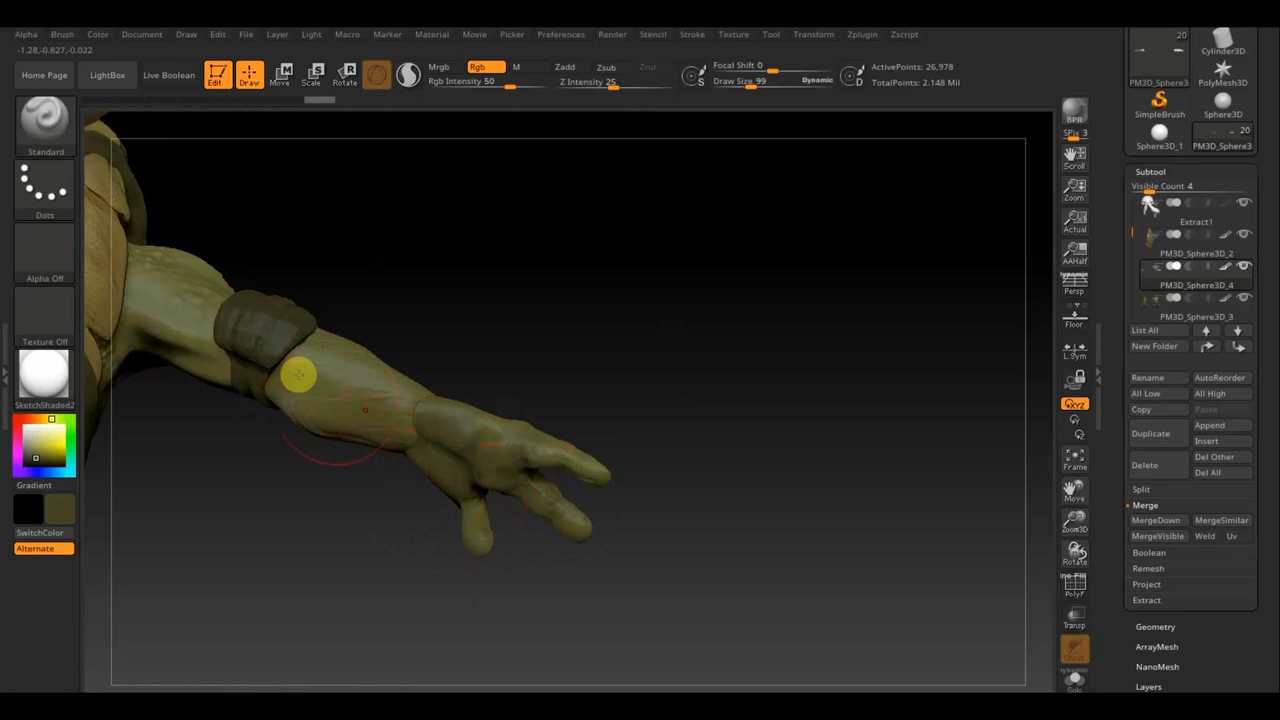 Alpha Brush Color Document Draw Edit File Layer Light Macro Marker Material Movie Picker Preferences Render Stencil Stroke Texture Tool Transform Zplugin Zscript
-1.28,-0.827,-0.022
Home Page LightBox Live Boolean Edit Draw Move Scale Rotate
Mrgb Rgb M Zadd Zsub Zcut
Rgb Intensity 50 Z Intensity 25
Focal Shift 0
Draw Size 99 Dynamic
S
D
ActivePoints: 26,978
TotalPoints: 2.148 Mil
Standard
Dots
Alpha Off
Texture Off
SketchShaded2
Gradient
SwitchColor
Alternate
BPR
SPix 3
Scroll
Zoom
Actual
AAHalf
Dynamic
Persp
Floor
L.Sym
XYZ
Frame
Move
Zoom3D
Rotate
PolyF
Transp
Solo
20
Cylinder3D
PM3D_Sphere3
PolyMesh3D
SimpleBrush
Sphere3D
20
Sphere3D_1
PM3D_Sphere3
Subtool
Visible Count 4
Extract1
PM3D_Sphere3D_2
PM3D_Sphere3D_4
PM3D_Sphere3D_3
List All
New Folder
Rename AutoReorder
All Low All High
Copy Paste
Duplicate Append
Insert
Delete Del Other
Del All
Split
Merge
MergeDown MergeSimilar
MergeVisible Weld Uv
Boolean
Remesh
Project
Extract
Geometry
ArrayMesh
NanoMesh
Layers